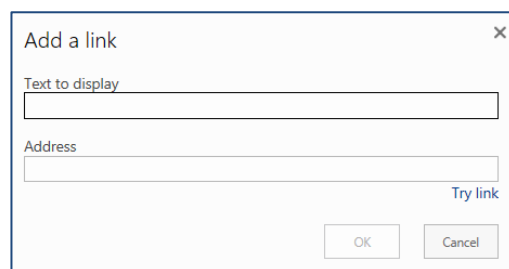 Add a link
Text to display
Address
Try link
OK Cancel